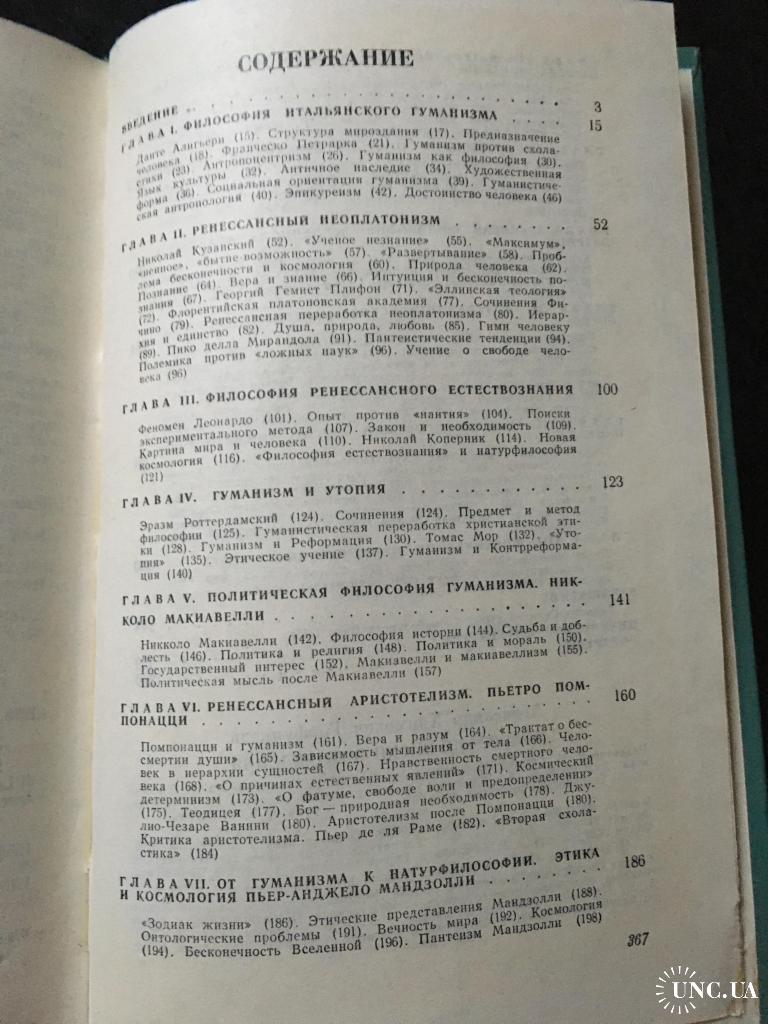 СОДЕРЖАНИЕ
ВВЕДЕНИЕ . . . . . . . . . . . . . . . . . . . . . . 3
ГЛАВА I. ФИЛОСОФИЯ ИТАЛЬЯНСКОГО ГУМАНИЗМА . . . . 15
Данте Алигьери (15). Структура мироздания (17). Предназначение
человека (18). Франческо Петрарка (21). Гуманизм против схола-
стики (23). Антропоцентризм (26). Гуманизм как философия (30).
Язык культуры (32). Античное наследие (34). Художественная
форма (36). Социальная ориентация гуманизма (39). Гуманистиче-
ская антропология (40). Эпикуреизм (42). Достоинство человека (46)
ГЛАВА II. РЕНЕССАНСНЫЙ НЕОПЛАТОНИЗМ . . . . . . . . 52
Николай Кузанский (52). «Ученое незнание» (55). «Максимум»,
«неиное», «бытие-возможность» (57). «Развертывание» (58). Проб-
лема бесконечности и космология (60). Природа человека (62).
Познание (64). Вера и знание (66). Интуиция и бесконечность по-
знания (67). Георгий Гемист Плифон (71). «Эллинская теология»
(72). Флорентийская платоновская академия (77). Сочинения Фи-
чино (79). Ренессансная переработка неоплатонизма (80). Иерар-
хия и единство (82). Душа, природа, любовь (85). Гимн человеку
(89). Пико делла Мирандола (91). Пантеистические тенденции (94).
Полемика против «ложных наук» (96). Учение о свободе чело-
века (96)
ГЛАВА III. ФИЛОСОФИЯ РЕНЕССАНСНОГО ЕСТЕСТВОЗНАНИЯ 100
Феномен Леонардо (101). Опыт против «наития» (104). Поиски
экспериментального метода (107). Закон и необходимость (109).
Картина мира и человека (110). Николай Коперник (114). Новая
космология (116). «Философия естествознания» и натурфилософия
(121)
ГЛАВА IV. ГУМАНИЗМ И УТОПИЯ . . . . . . . . . . . . 123
Эразм Роттердамский (124). Сочинения (124). Предмет и метод
философии (125). Гуманистическая переработка христианской эти-
ки (128). Гуманизм и Реформация (130). Томас Мор (132). «Уто-
пия» (135). Этическое учение (137). Гуманизм и Контрреформа-
ция (140)
ГЛАВА V. ПОЛИТИЧЕСКАЯ ФИЛОСОФИЯ ГУМАНИЗМА. НИК-
КОЛО МАКИАВЕЛЛИ . . . . . . . . . . . . . . . . . . 141
Никколо Макиавелли (142). Философия истории (144). Судьба и доб-
лесть (146). Политика и религия (148). Политика и мораль (150).
Государственный интерес (152). Макиавелли и макиавеллизм (155).
Политическая мысль после Макиавелли (157)
ГЛАВА VI. РЕНЕССАНСНЫЙ АРИСТОТЕЛИЗМ. ПЬЕТРО ПОМ-
ПОНАЦЦИ . . . . . . . . . . . . . . . . . . . . . . 160
Помпонацци и гуманизм (161). Вера и разум (164). «Трактат о бес-
смертии души» (165). Зависимость мышления от тела (166). Чело-
век в иерархии сущностей (167). Нравственность смертного чело-
века (168). «О причинах естественных явлений» (171). Космический
детерминизм (173). «О фатуме, свободе воли и предопределении»
(175). Теодицея (177). Бог — природная необходимость (178). Джу-
лио-Чезаре Ванини (180). Аристотелизм после Помпонацци (180).
Критика аристотелизма. Пьер де ля Раме (182). «Вторая схола-
стика» (184)
ГЛАВА VII. ОТ ГУМАНИЗМА К НАТУРФИЛОСОФИИ. ЭТИКА
И КОСМОЛОГИЯ ПЬЕР-АНДЖЕЛО МАНДЗОЛЛИ . . . . . . . . 186
«Зодиак жизни» (186). Этические представления Мандзолли (188).
Онтологические проблемы (191). Вечность мира (192). Космология
(194). Бесконечность Вселенной (196). Пантеизм Мандзолли (198)
367
UNC.UA